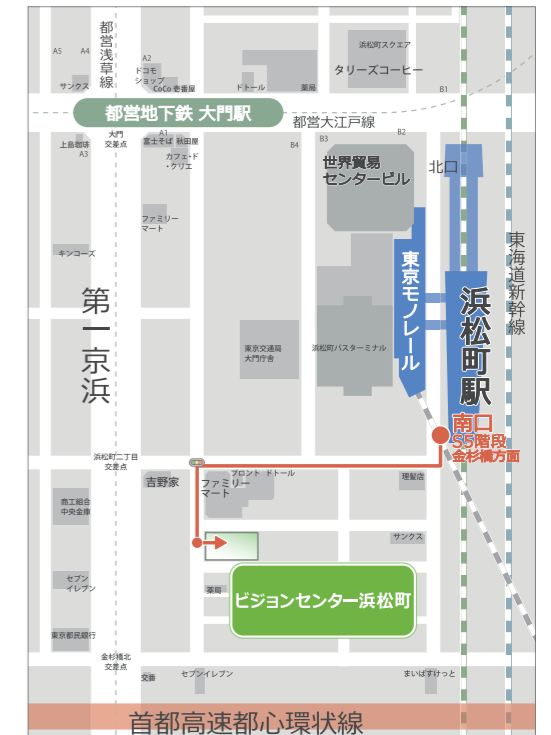 都営浅草線
A5
A4
A2
浜松町スクエア
タリーズコーヒー
ドコモ
ショップ
サンクス
CoCo 壱番屋
ドトール
薬局
B1
都営地下鉄 大門駅
都営大江戸線
大門
交差点
A1
富士そば
秋田屋
上島珈琲
A3
カフェ・ド
・クリエ
B4
B3
B2
世界貿易
センタービル
北口
ファミリー
マート
キンコーズ
東海道新幹線
東京モノレール
第一京浜
浜松町駅
東京交通局
大門庁舎
浜松町バスターミナル
南口
S5階段
金杉橋方面
浜松町二丁目
交差点
吉野家
ファミリー
マート
プロント
ドトール
理髪店
商工組合
中央金庫
サンクス
セブン
イレブン
薬局
ビジョンセンター浜松町
東京都民銀行
金杉橋北
交差点
交番
セブンイレブン
まいばすけっと
首都高速都心環状線